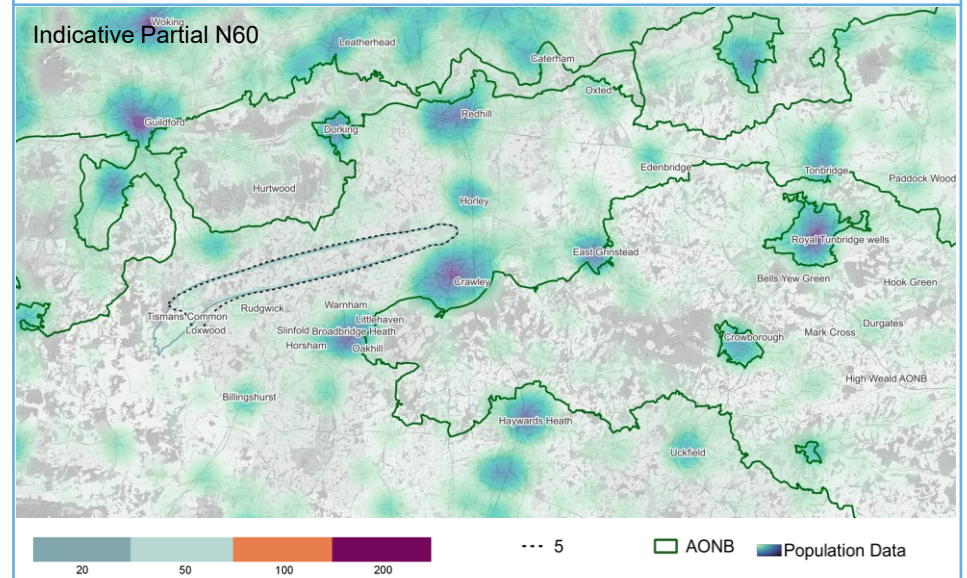 Woking
Indicative Partial N60
Leatherhead
Caterham
Oxted
Guildford
Redhill
Dorking
Edenbridge
Tonbridge
Paddock Wood
Hurtwood
Horley
Royal Tunbridge wells
East Grinstead
Bells Yew Green
Crawley
Hook Green
Tismans Common
Rudgwick
Warnham
Loxwood
Littlehaven
Slinfold Broadbridge Heath
Durgates
Mark Cross
Crowborough
Horsham
Oakhill
High Weald AONB
Billingshurst
Haywards Heath
Uckfield
5
AONB
Population Data
20 50 100 200